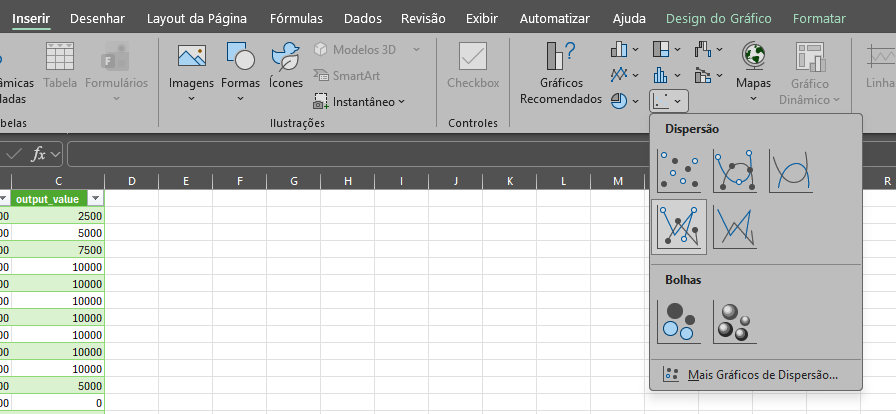 Inserir Desenhar Layout da Página Fórmulas Dados Revisão Exibir Automatizar Ajuda Design do Gráfico Formatar
Tabela
Formulários
Imagens
Formas
Ícones
Modelos 3D
SmartArt
Instantâneo
Checkbox
Gráficos
Recomendados
Mapas
Gráfico
Dinâmico
Linha
Ilustrações
Controles
fx
Dispersão
Bolhas
Mais Gráficos de Dispersão...
C D E F G H I J K L M R
output_value
00 2500
00 5000
00 7500
00 10000
00 10000
00 10000
00 10000
00 10000
00 10000
00 10000
00 5000
00 0